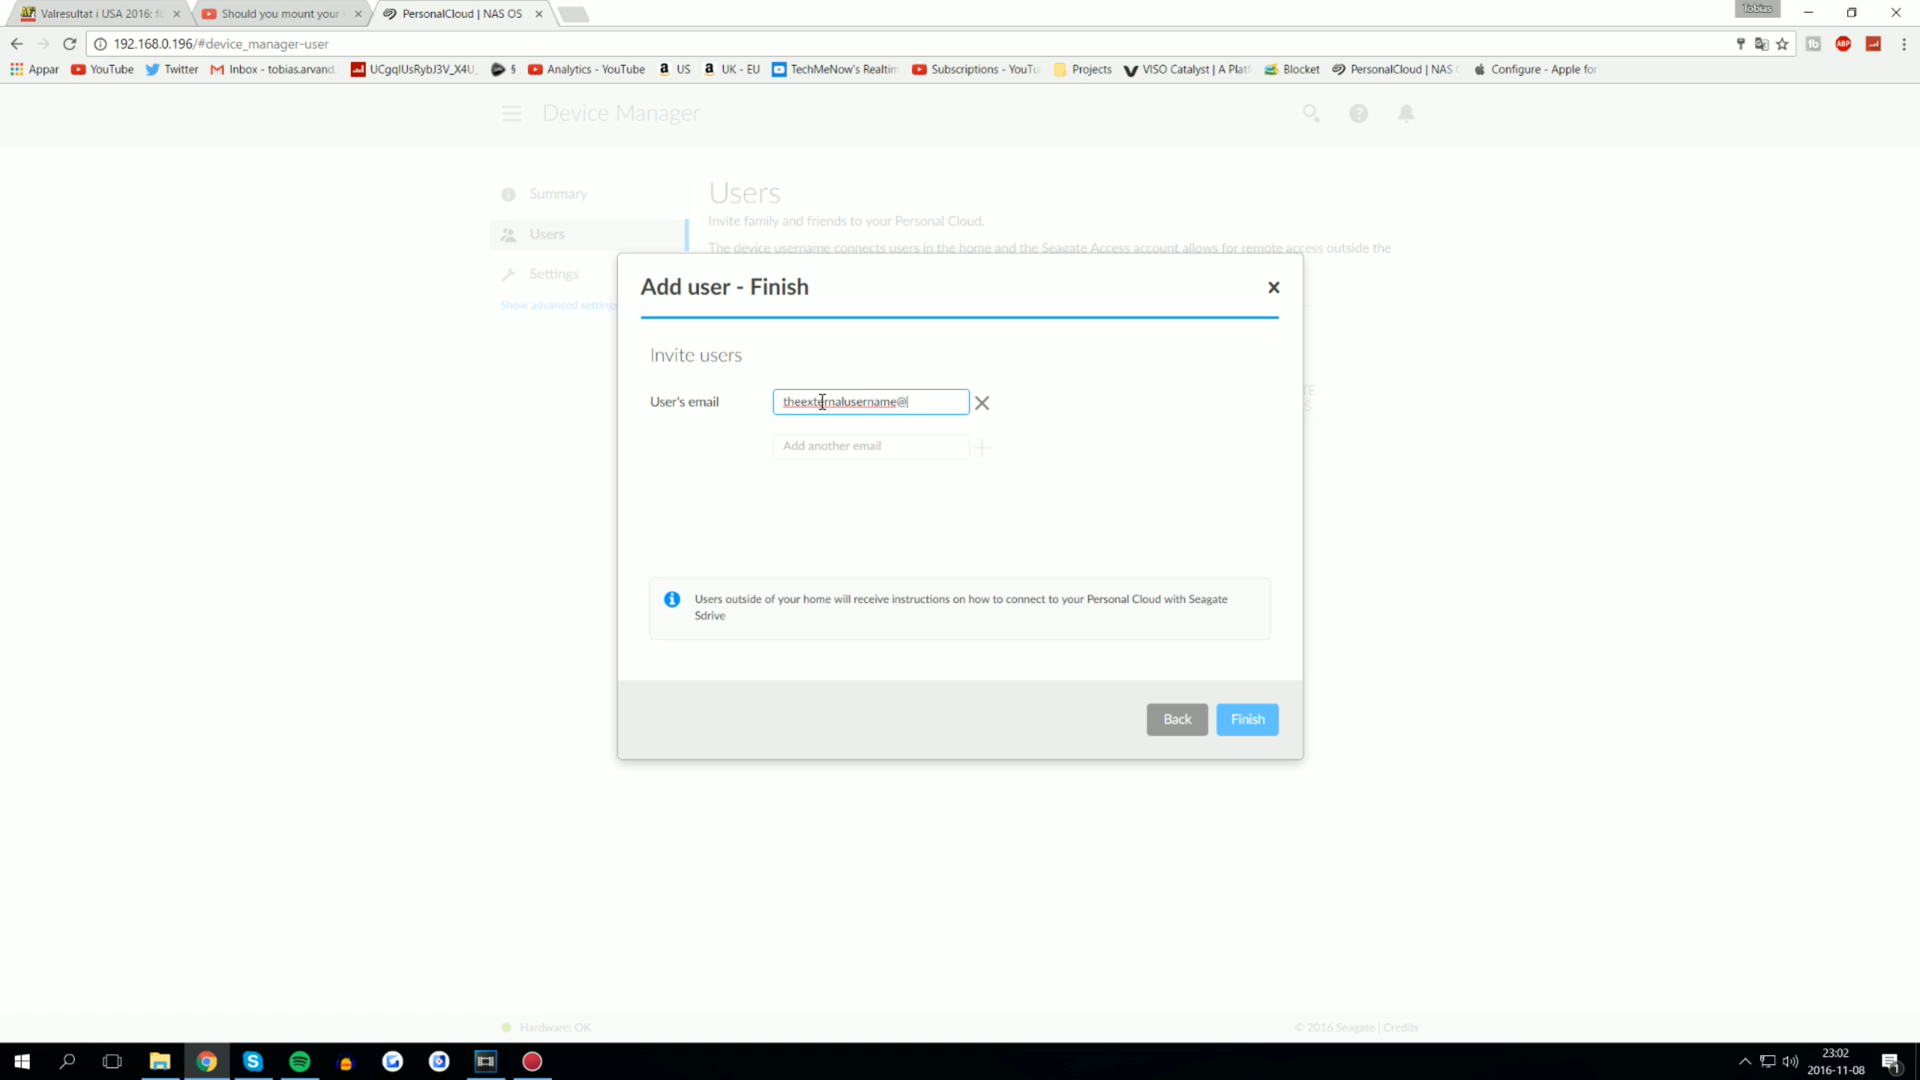 Valresultat i USA 2016: fö
Should you mount your
PersonalCloud | NAS OS
Tobias
192.168.0.196/#device_manager-user
Appar
YouTube
Twitter
Inbox - tobias.arvand
UCgqIUsRybJ3V_X4U_
§
Analytics - YouTube
US
UK - EU
TechMeNow's Realtim
Subscriptions - YouTu
Projects
VISO Catalyst | A Platf
Blocket
PersonalCloud | NAS O
Configure - Apple for
Device Manager
Summary
Users
Settings
Show advanced settings
Users
Invite family and friends to your Personal Cloud.
The device username connects users in the home and the Seagate Access account allows for remote access outside the
Add user - Finish
Invite users
User's email
theexternalusername@
Add another email
Users outside of your home will receive instructions on how to connect to your Personal Cloud with Seagate
Sdrive
Back
Finish
Hardware: OK
© 2016 Seagate | Credits
23:02
2016-11-08
1